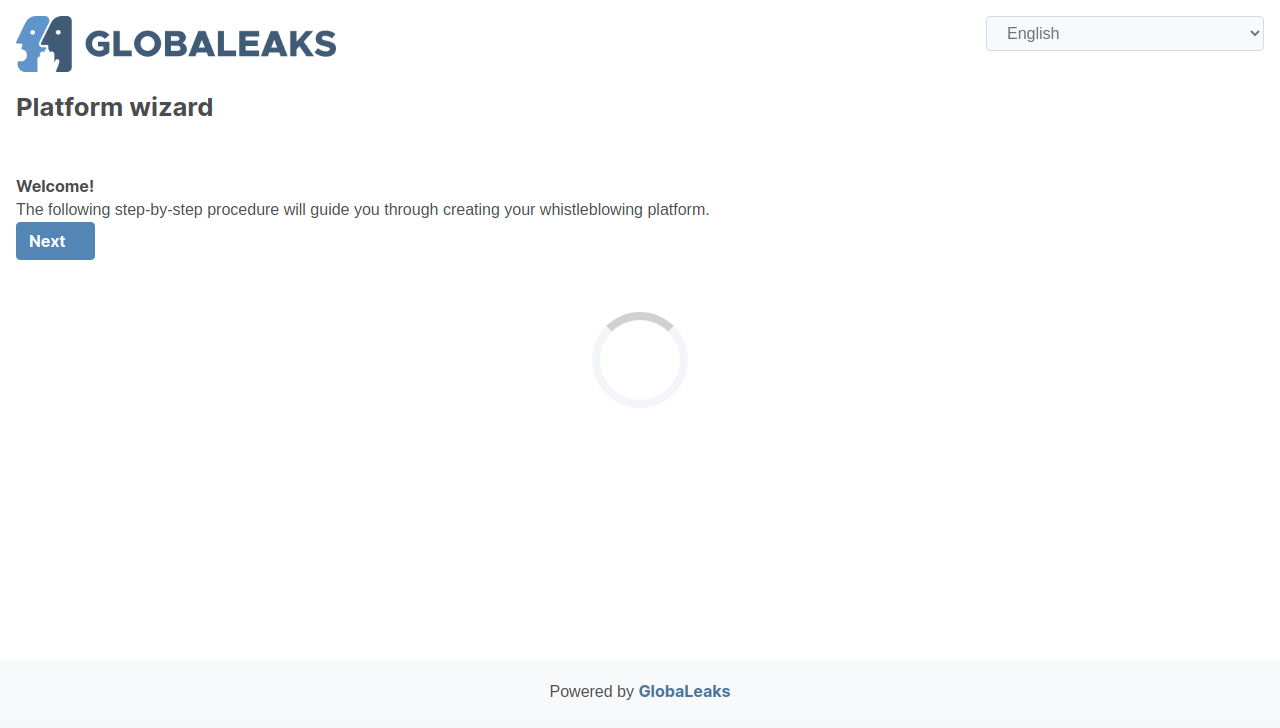 GLOBALEAKS
English
Platform wizard
Welcome!
The following step-by-step procedure will guide you through creating your whistleblowing platform.
Next
Powered by GlobaLeaks